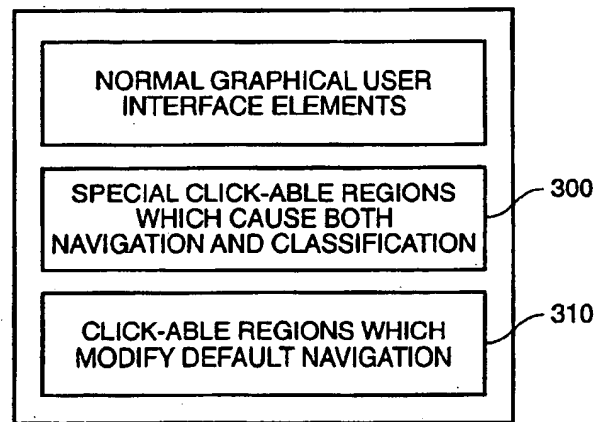 NORMAL GRAPHICAL USER
INTERFACE ELEMENTS
SPECIAL CLICK-ABLE REGIONS
WHICH CAUSE BOTH
NAVIGATION AND CLASSIFICATION
300
CLICK-ABLE REGIONS WHICH
MODIFY DEFAULT NAVIGATION
310